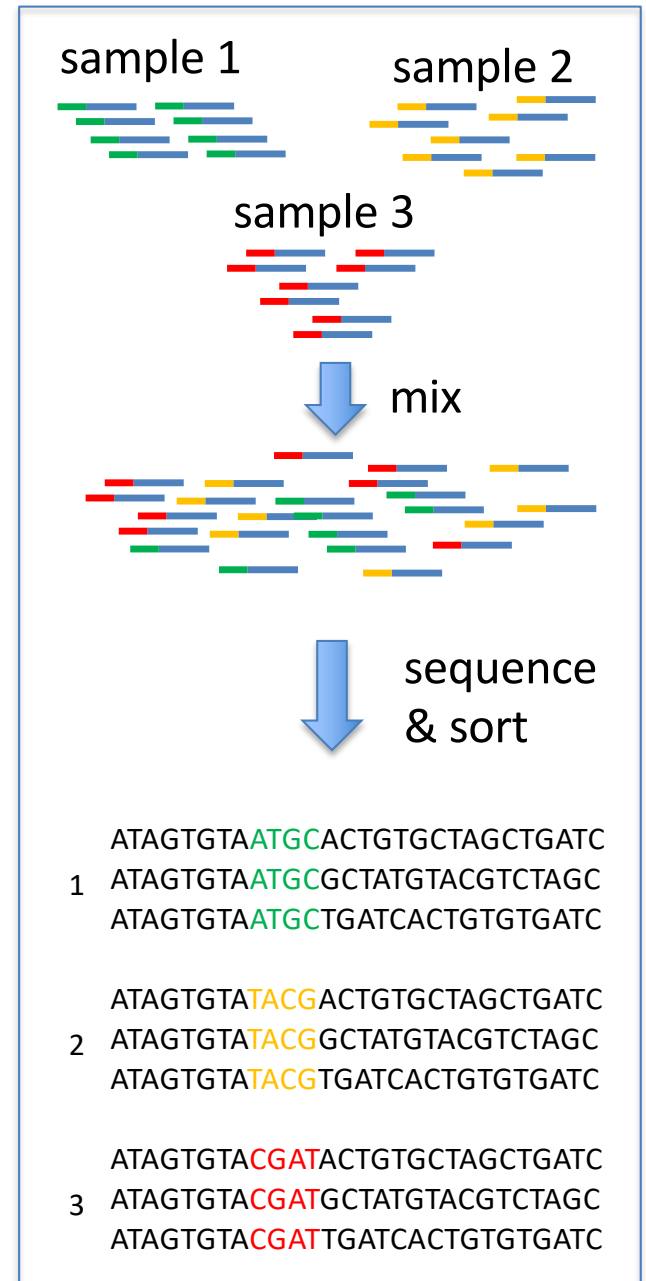 sample 1
sample 2
sample 3
mix
sequence
& sort
1
ATAGTGTAATGCACTGTGCTAGCTGATC
ATAGTGTAATGCGCTATGTACGTCTAGC
ATAGTGTAATGCTGATCACTGTGTGATC
2
ATAGTGTATACGACTGTGCTAGCTGATC
ATAGTGTATACGGCTATGTACGTCTAGC
ATAGTGTATACGTGATCACTGTGTGATC
3
ATAGTGTACGATACTGTGCTAGCTGATC
ATAGTGTACGATGCTATGTACGTCTAGC
ATAGTGTACGATTGATCACTGTGTGATC